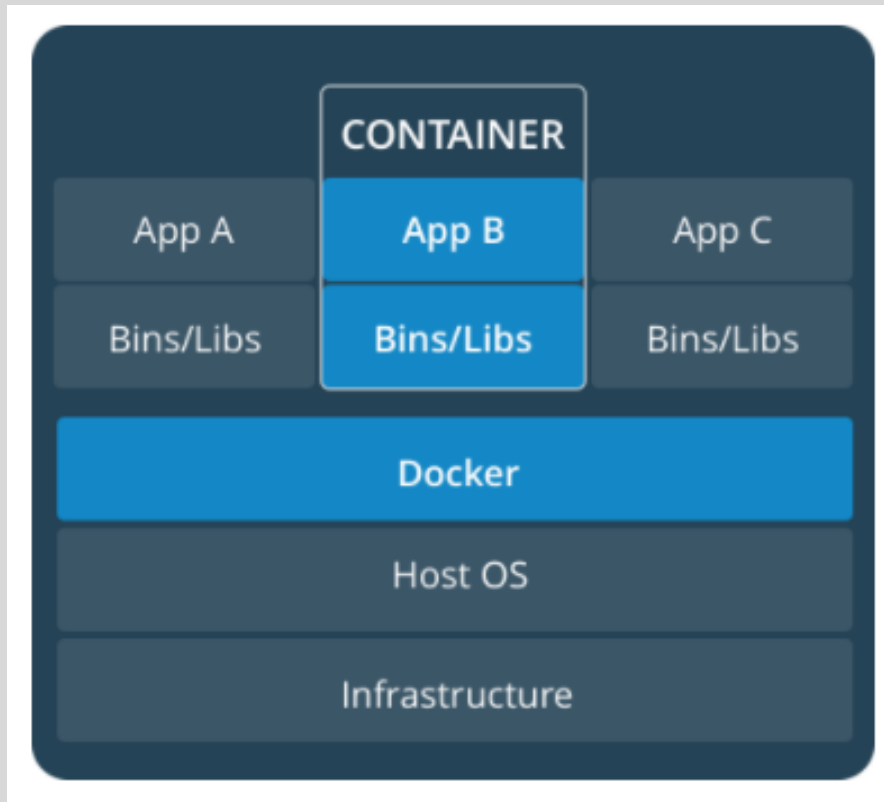 CONTAINER
App A
App B
App C
Bins/Libs
Bins/Libs
Bins/Libs
Docker
Host OS
Infrastructure